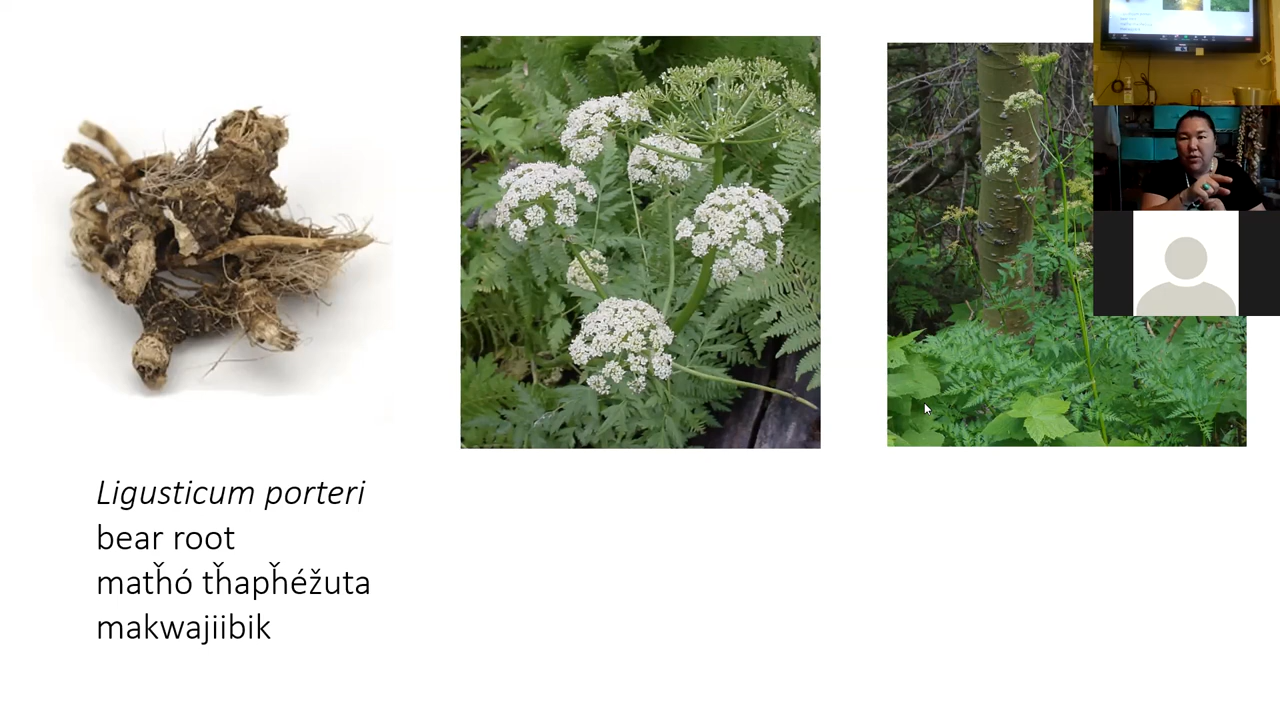 Ligusticum porteri
bear root
matȟó tȟapȟéžuta
makwajiibik